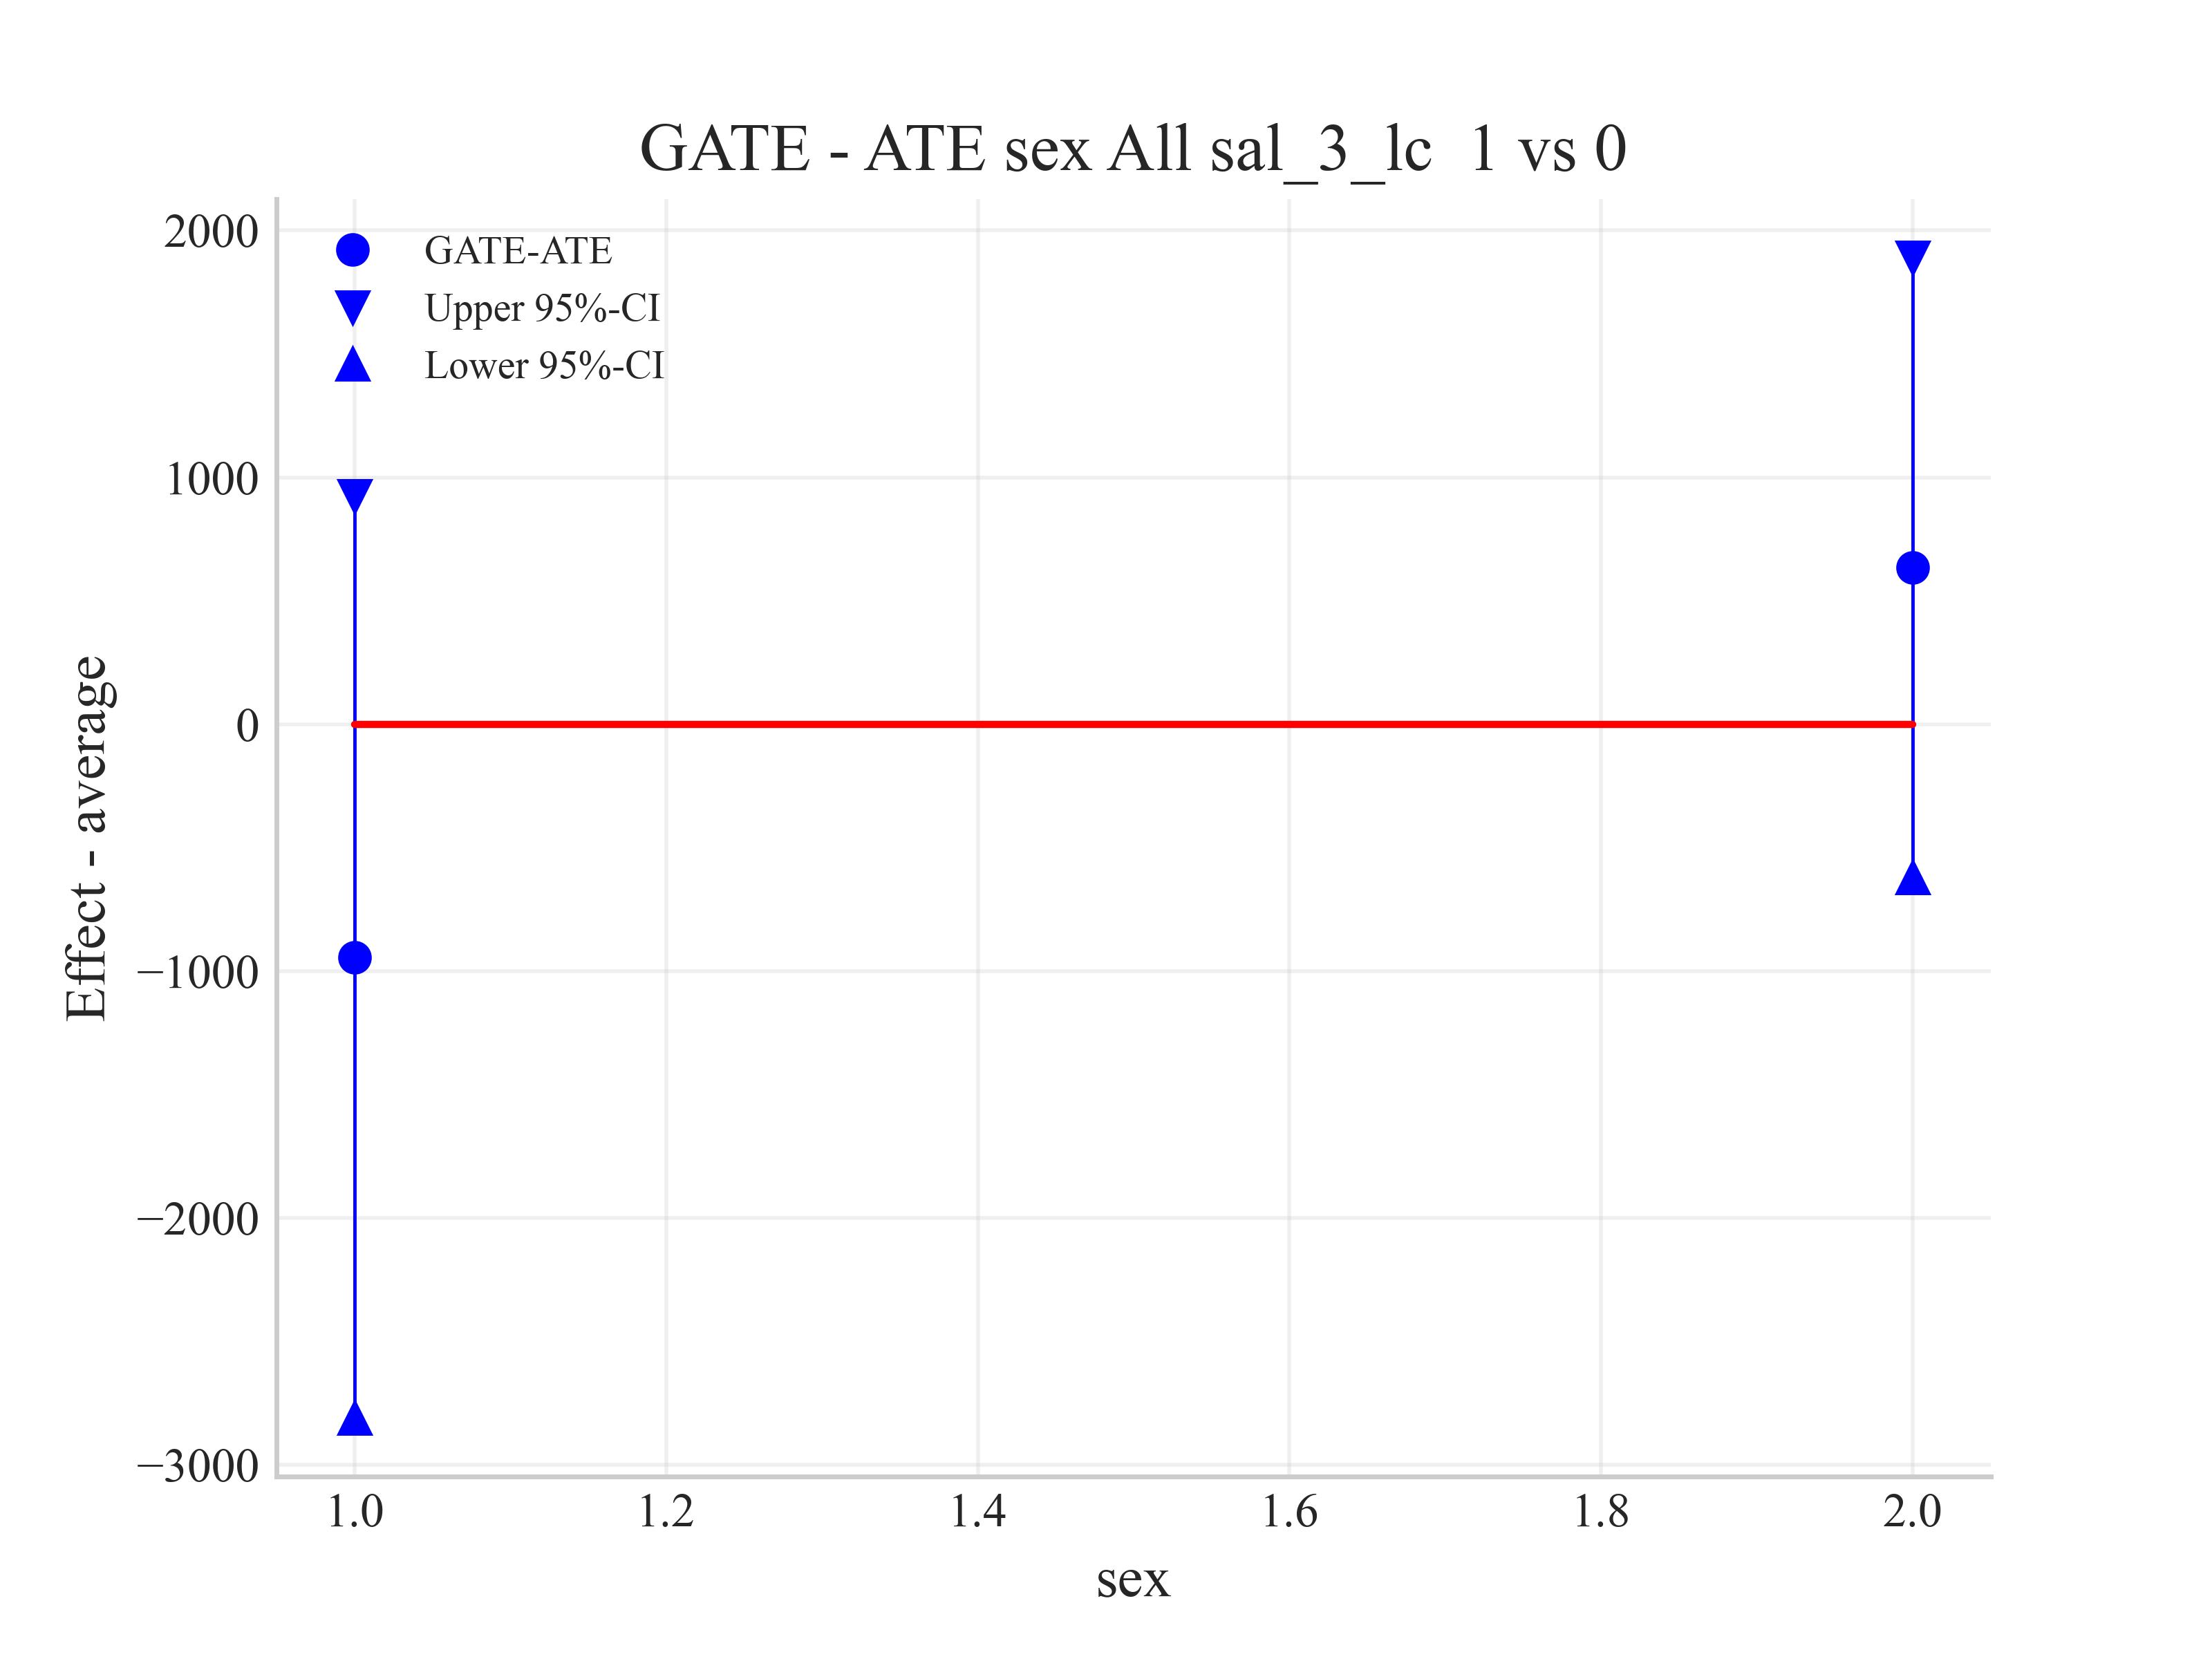 GATE - ATE sex All sal_3_lc  1 vs 0
GATE-ATE
Upper 95%-CI
Lower 95%-CI
Effect - average
2000
1000
0
−1000
−2000
−3000
1.0 1.2 1.4 1.6 1.8 2.0
sex